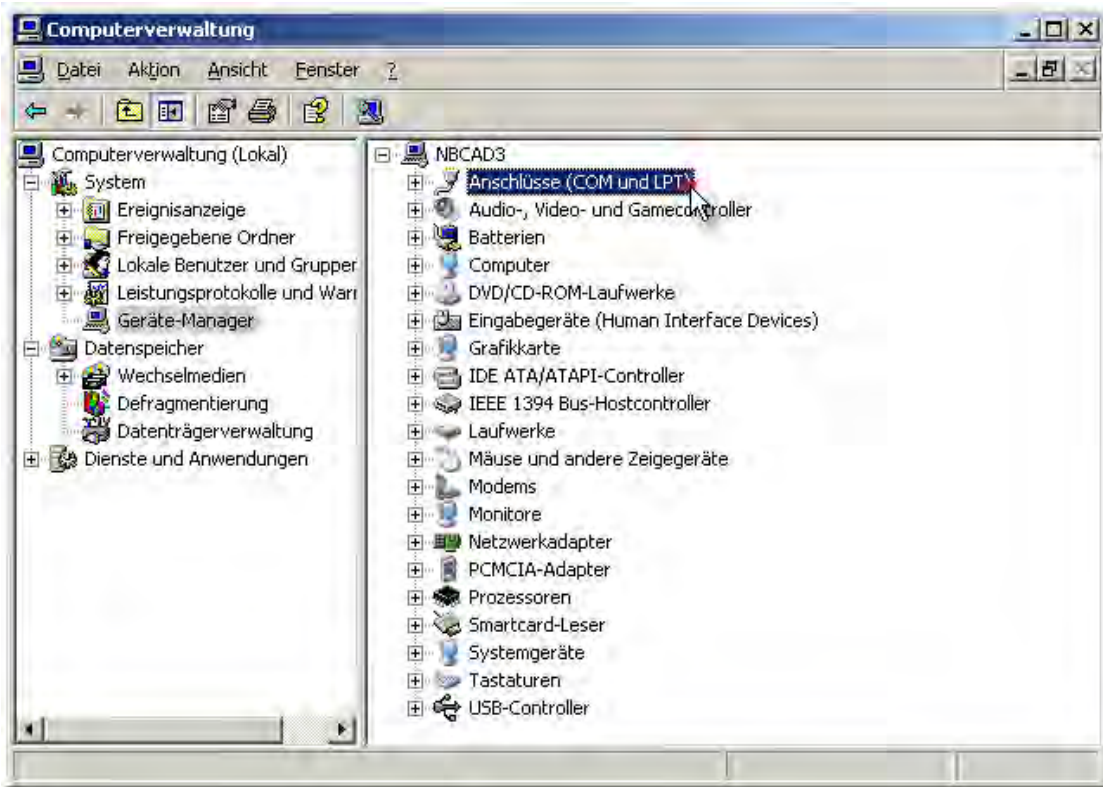 Computerverwaltung
Datei Aktion Ansicht Fenster ?
Computerverwaltung (Lokal)
System
Ereignisanzeige
Freigegebene Ordner
Lokale Benutzer und Gruppen
Leistungsprotokolle und Warr
Geräte-Manager
Datenspeicher
Wechselmedien
Defragmentierung
Datenträgerverwaltung
Dienste und Anwendungen
NBCAD3
Anschlüsse (COM und LPT)
Audio-, Video- und Gamecontroller
Batterien
Computer
DVD/CD-ROM-Laufwerke
Eingabegeräte (Human Interface Devices)
Grafikkarte
IDE ATA/ATAPI-Controller
IEEE 1394 Bus-Hostcontroller
Laufwerke
Mäuse und andere Zeigegeräte
Modems
Monitore
Netzwerkadapter
PCMCIA-Adapter
Prozessoren
Smartcard-Leser
Systemgeräte
Tastaturen
USB-Controller